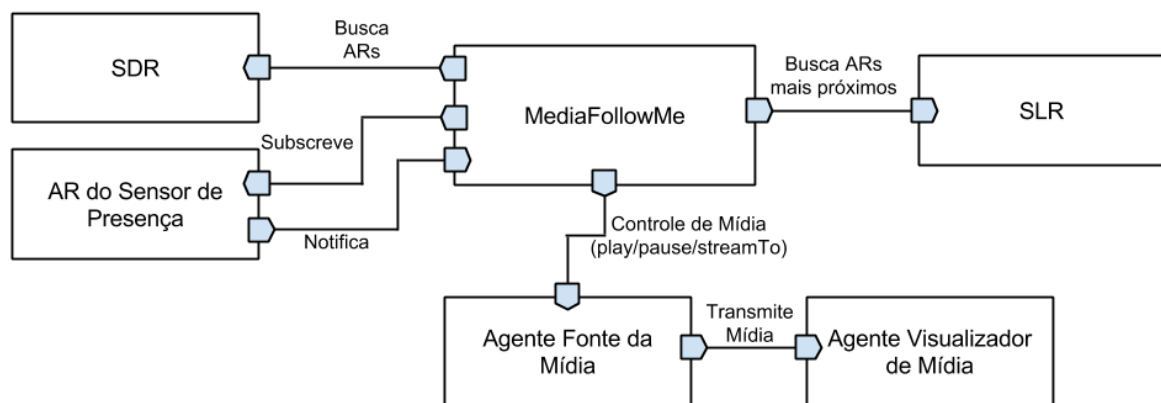 Busca
ARs
SDR
MediaFollowMe
Busca ARs
mais próximos
SLR
Subscreve
AR do Sensor de
Presença
Notifica
Controle de Mídia
(play/pause/streamTo)
Agente Fonte da
Mídia
Transmite
Mídia
Agente Visualizador
de Mídia